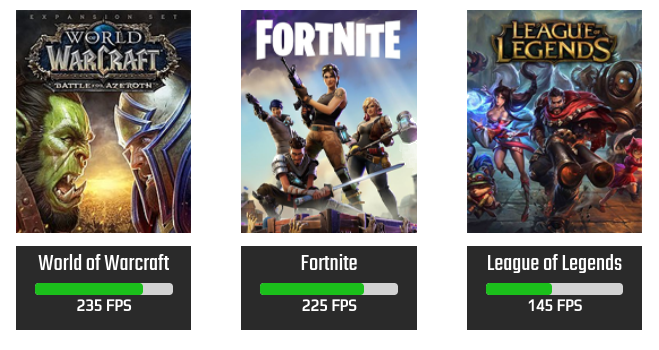 EXPANSION SET
WORLD
OF
WARCRAFT
BATTLE FOR AZEROTH
World of Warcraft
235 FPS
FORTNITE
Fortnite
225 FPS
LEAGUE OF
LEGENDS
League of Legends
145 FPS